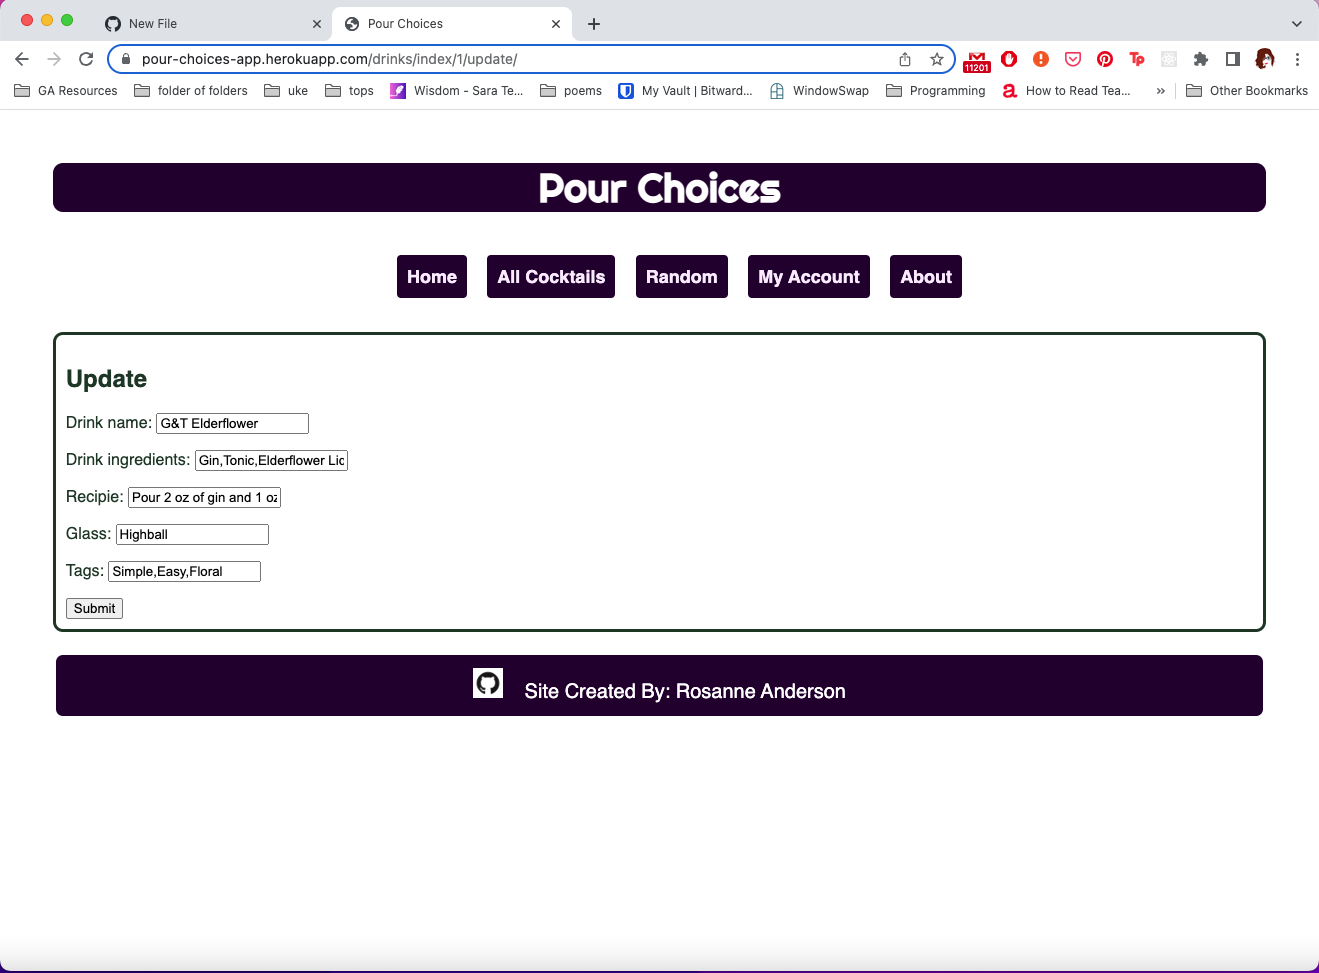 New File
Pour Choices
pour-choices-app.herokuapp.com/drinks/index/1/update/
11201
Tp
GA Resources folder of folders uke tops Wisdom - Sara Te... poems My Vault | Bitward... WindowSwap Programming a How to Read Tea... » Other Bookmarks
Pour Choices
Home All Cocktails Random My Account About
Update
Drink name: G&T Elderflower
Drink ingredients: Gin,Tonic,Elderflower Lic
Recipie: Pour 2 oz of gin and 1 oz
Glass: Highball
Tags: Simple,Easy,Floral
Submit
Site Created By: Rosanne Anderson